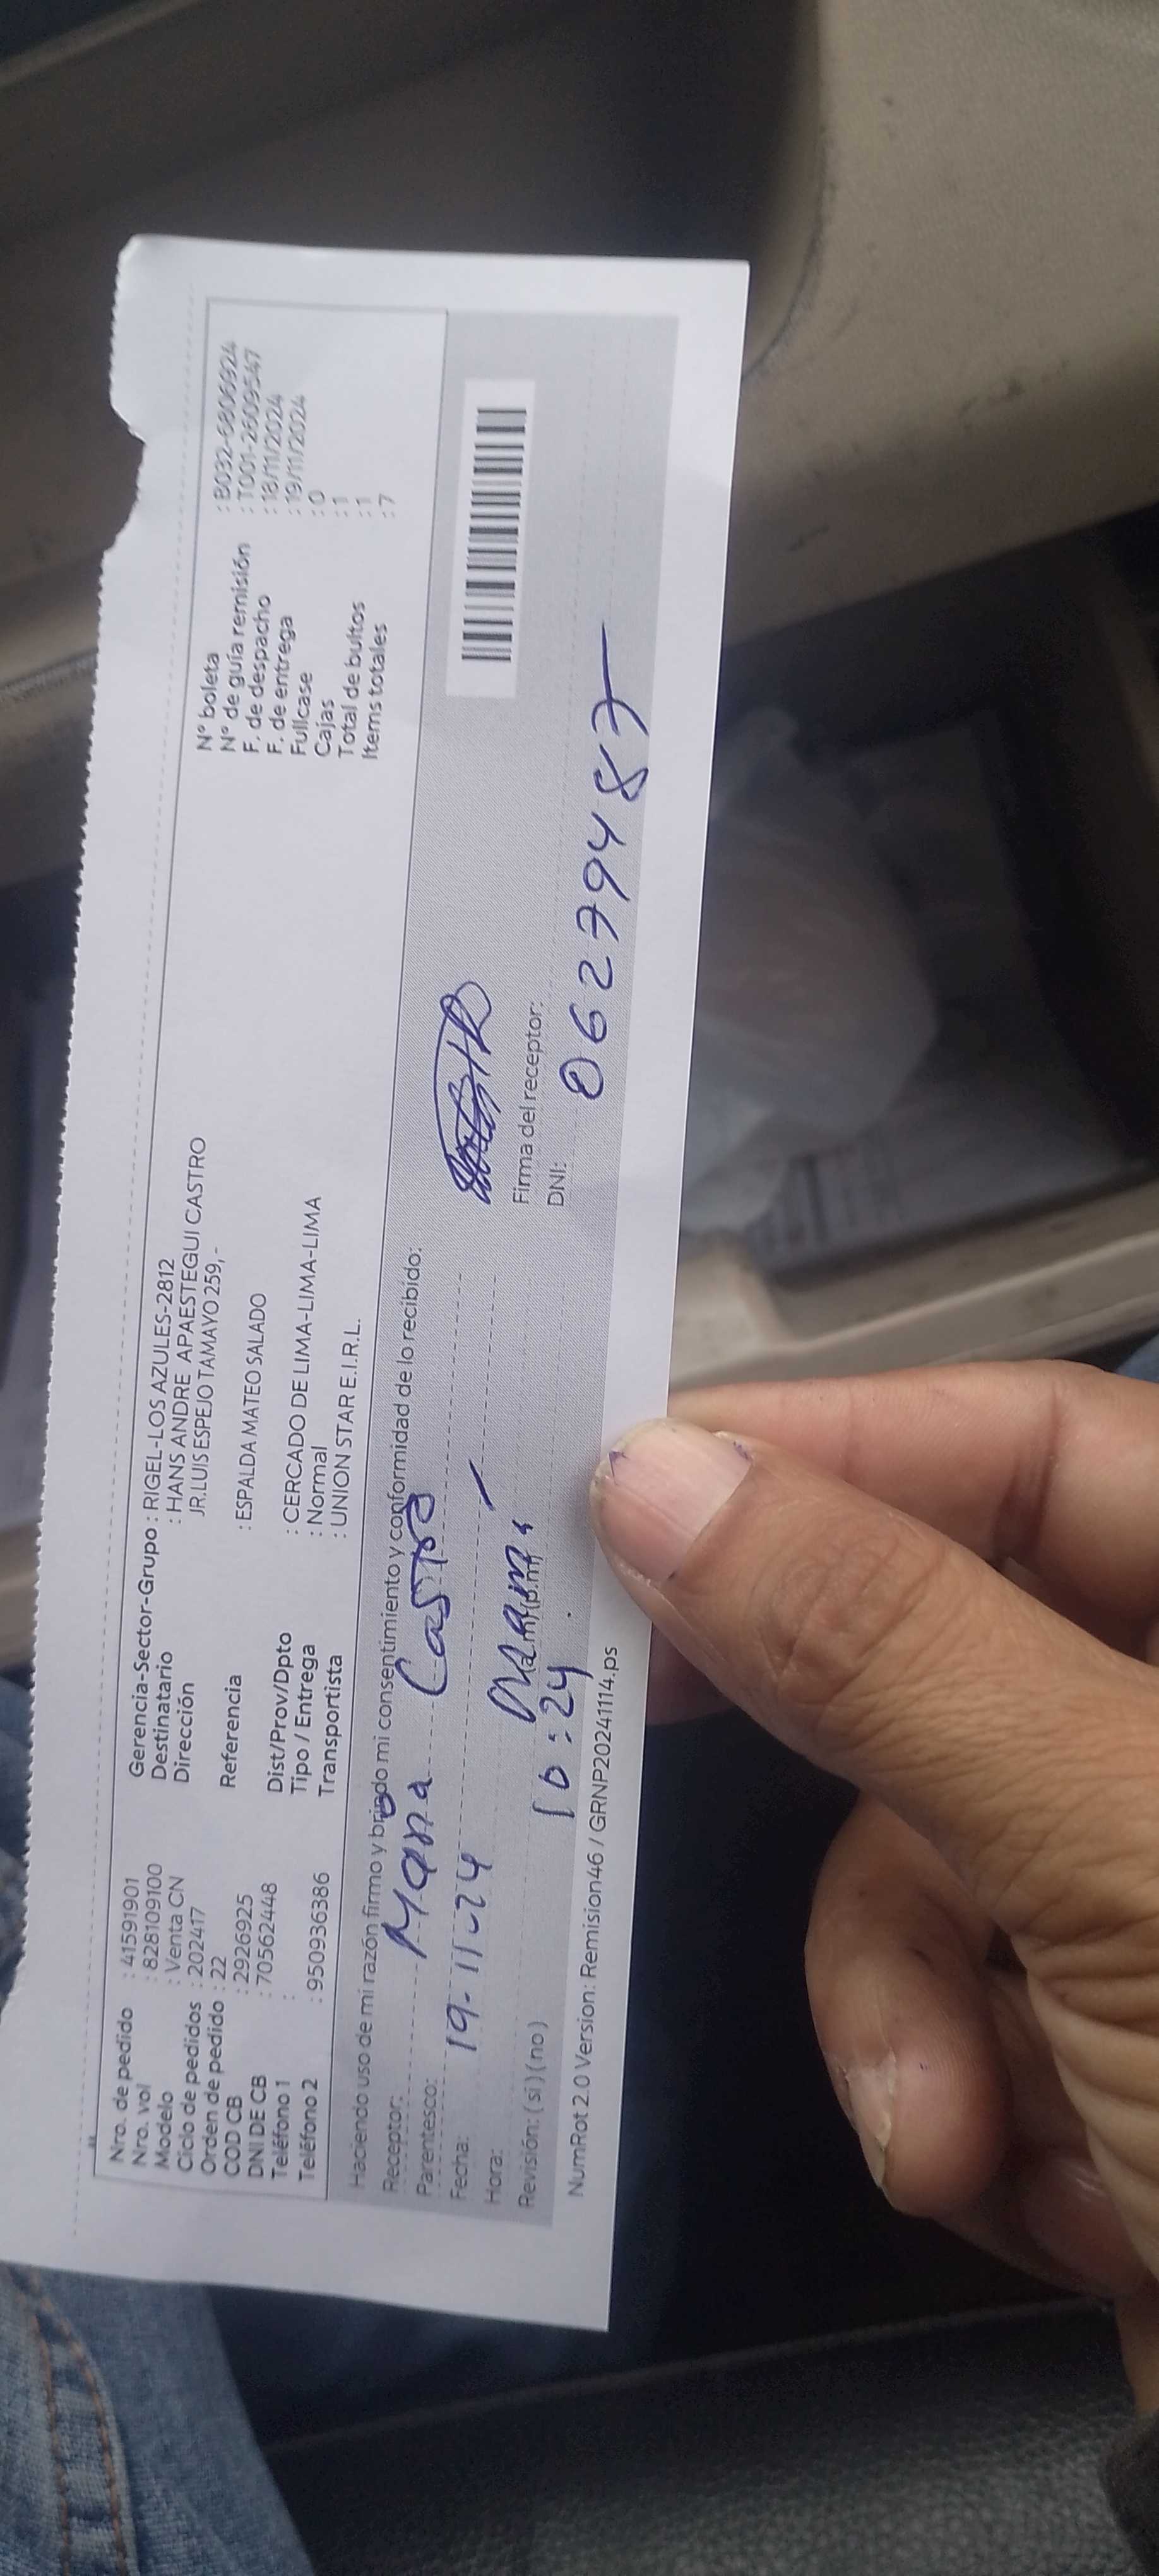 Nro. de pedido : 41591901
Nro. vol : 828109100
Modelo : Venta CN
Ciclo de pedidos : 202417
Orden de pedido : 22
COD CB : 2926925
DNI DE CB : 70562448
Teléfono 1 :
Teléfono 2 : 950936386
Gerencia-Sector-Grupo : RIGEL-LOS AZULES-2812
Destinatario : HANS ANDRE APAESTEGUI CASTRO
Dirección JR.LUIS ESPEJO TAMAYO 259,-
Referencia : ESPALDA MATEO SALADO
Dist/Prov/Dpto : CERCADO DE LIMA-LIMA-LIMA
Tipo / Entrega : Normal
Transportista : UNION STAR E.I.R.L.
N° boleta : B032-6806924
N° de guía remisión : T001-2609547
F. de despacho : 18/11/2024
F. de entrega : 19/11/2024
Fullcase : 0
Cajas : 1
Total de bultos : 1
Items totales : 7
Haciendo uso de mi razón firmo y brindo mi consentimiento y conformidad de lo recibido:
Receptor: Maria Castro
Parentesco: Mami
Fecha: 19-11-24
Hora: 10:24
Revisión: ( si ) ( no )
Firma del receptor:
DNI: 06279487
NumRot 2.0 Version: Remision46 / GRNP20241114.ps